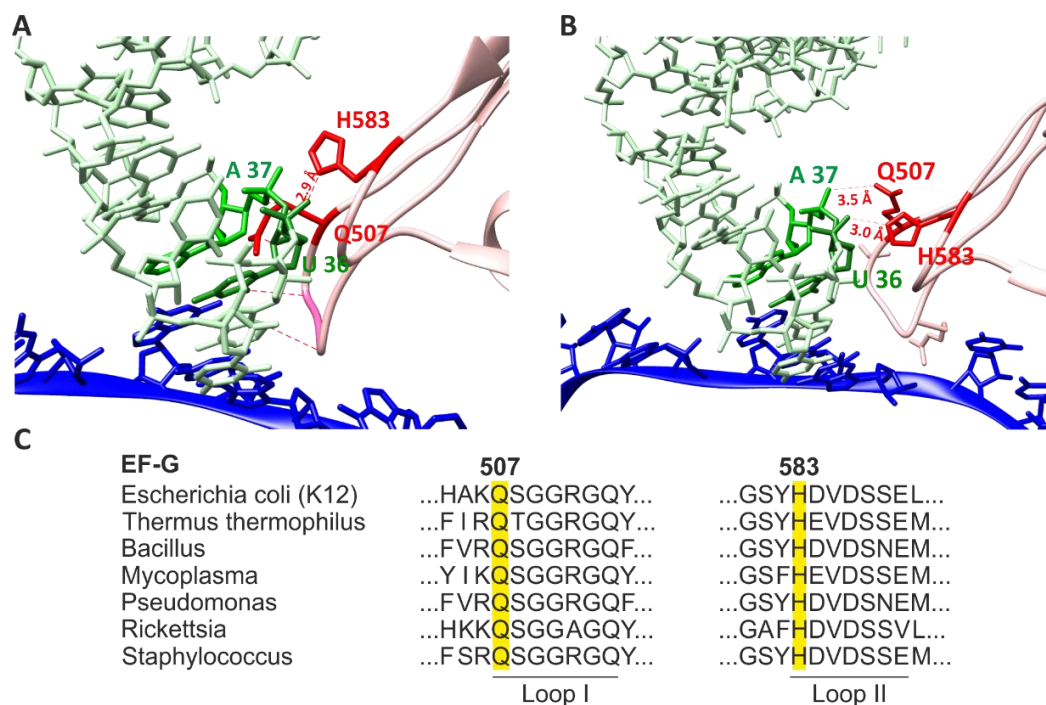 A
H583
A 37
2.9 Å
Q507
U 36
B
A 37
Q507
3.5 Å
3.0 Å
H583
U 36
C
EF-G 507 583
Escherichia coli (K12) ...HAKQSGGRGQY... ...GSYHDVDSSEL...
Thermus thermophilus ...FIRQTGGRGQY... ...GSYHEVDSSEM...
Bacillus ...FVRQSGGRGQF... ...GSYHDVDSNEM...
Mycoplasma ...YIKQSGGRGQY... ...GSFHEVDSSEM...
Pseudomonas ...FVRQSGGRGQF... ...GSYHDVDSNEM...
Rickettsia ...HKKQSGGAGQY... ...GAFHDVDSSVL...
Staphylococcus ...FSRQSGGRGQY... ...GSYHDVDSSEM...
Loop I Loop II